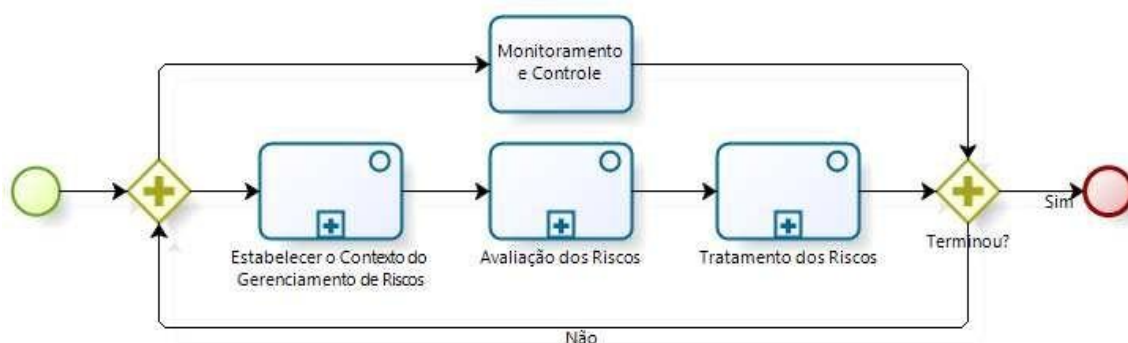 Monitoramento
e Controle
Estabelecer o Contexto do
Gerenciamento de Riscos
Avaliação dos Riscos
Tratamento dos Riscos
Sim
Terminou?
Não